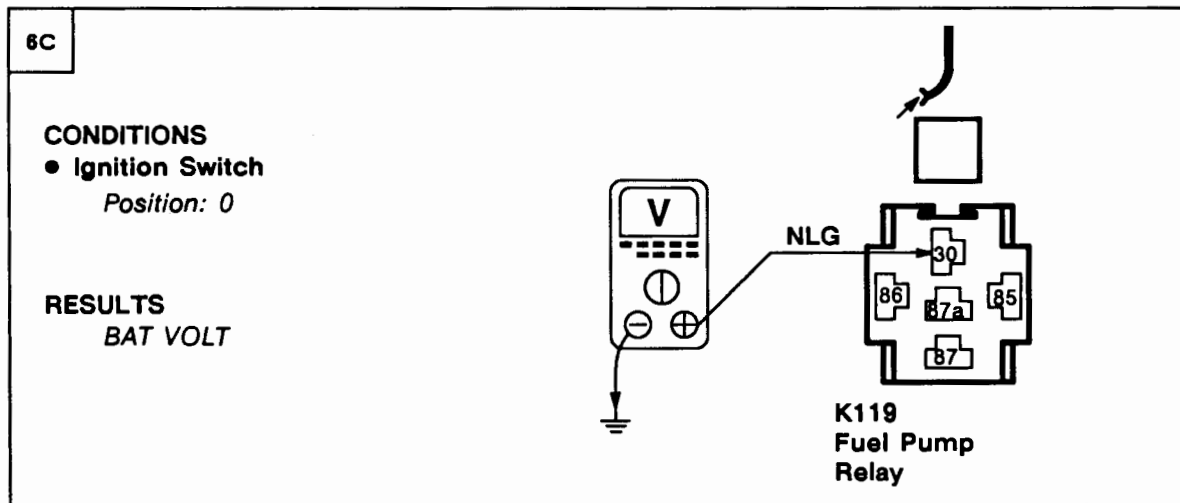 6C
CONDITIONS
● Ignition Switch
Position: 0
RESULTS
BAT VOLT
V
NLG
30
86
87a
85
87
K119
Fuel Pump
Relay